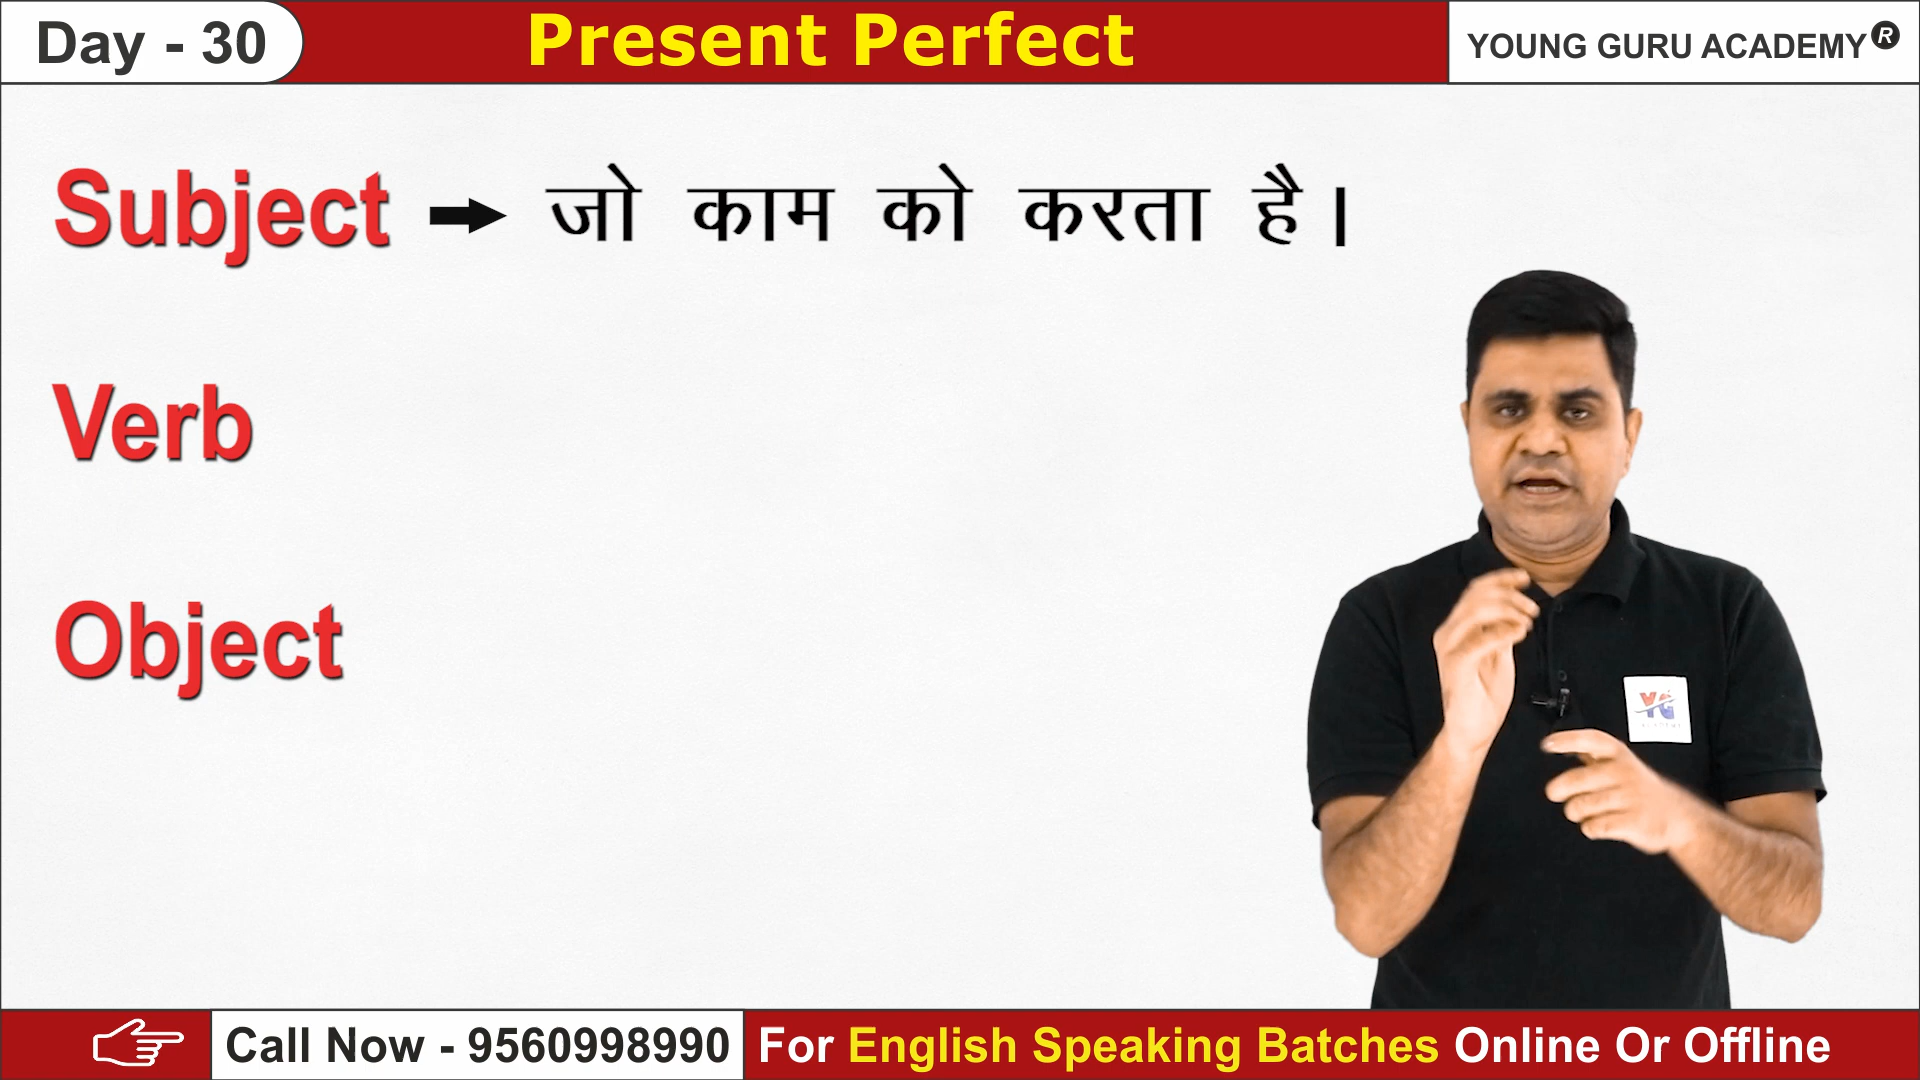 Day - 30
Present Perfect
YOUNG GURU ACADEMY®
Subject ➡ जो काम को करता है।
Verb
Object
YG
Call Now - 9560998990
For English Speaking Batches Online Or Offline